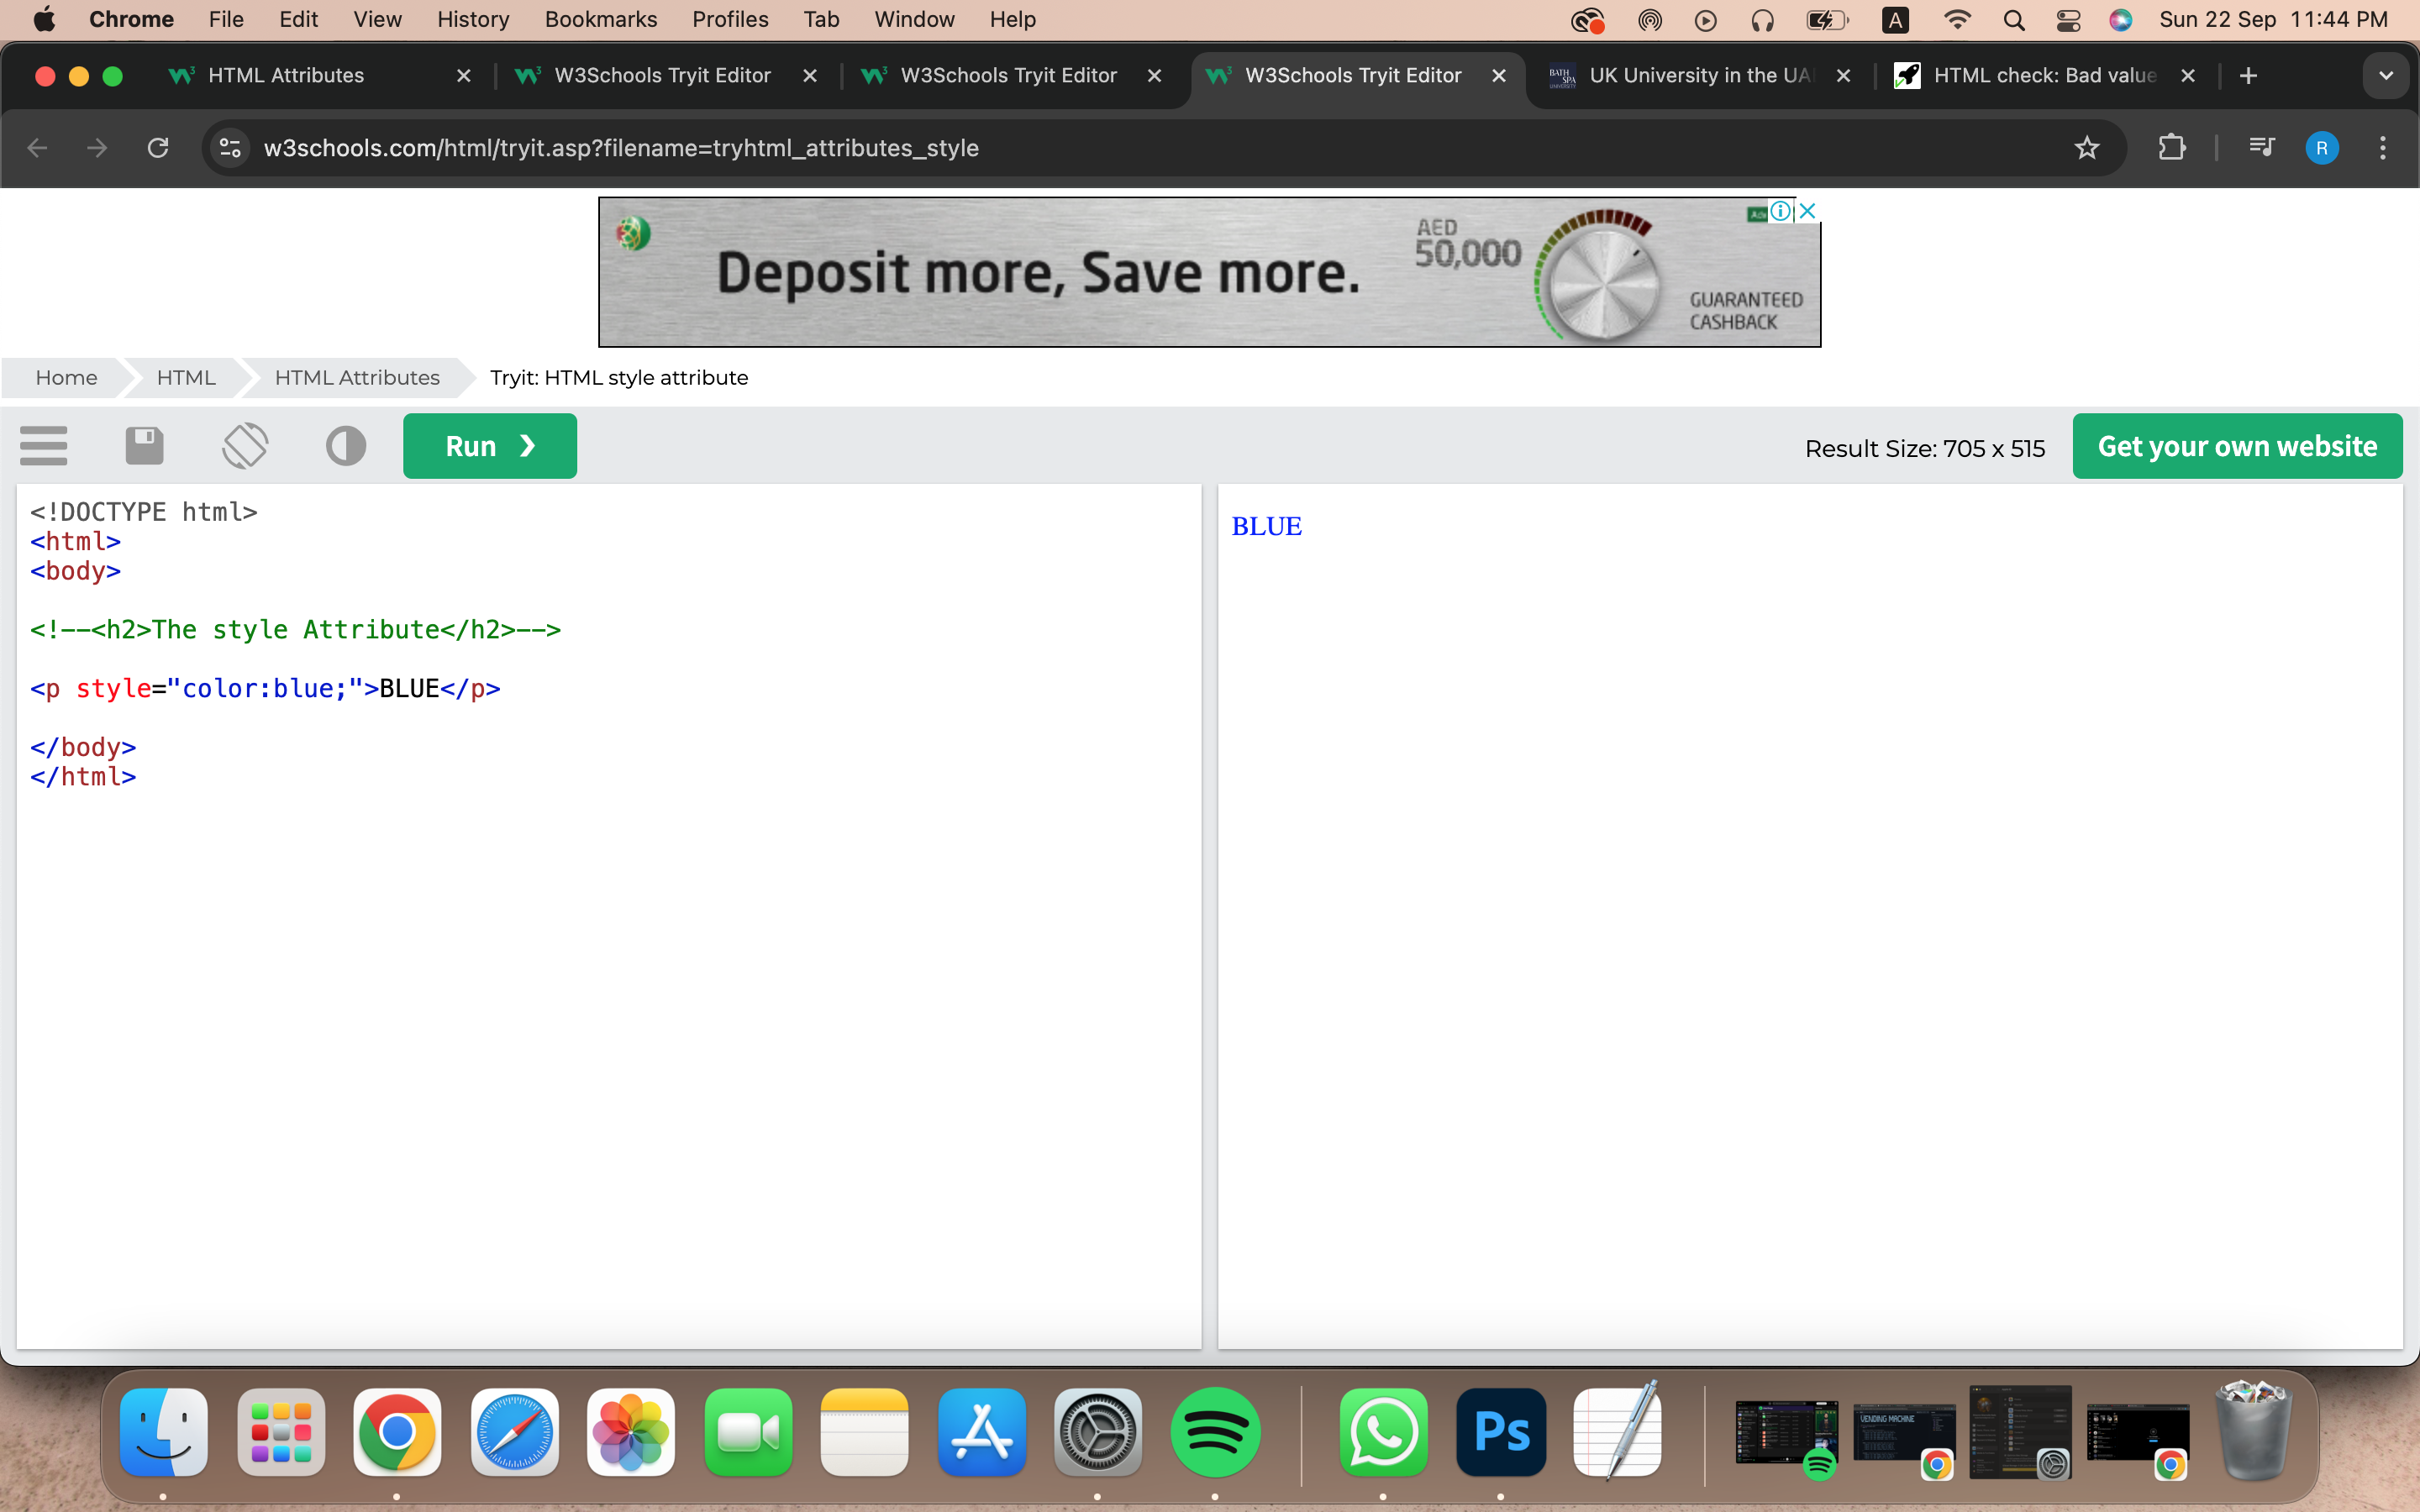 Chrome File Edit View History Bookmarks Profiles Tab Window Help A Sun 22 Sep 11:44 PM
HTML Attributes W3Schools Tryit Editor W3Schools Tryit Editor W3Schools Tryit Editor UK University in the UA HTML check: Bad value
w3schools.com/html/tryit.asp?filename=tryhtml_attributes_style R
Deposit more, Save more.
AED
50,000
GUARANTEED
CASHBACK
Home HTML HTML Attributes Tryit: HTML style attribute
Run ❯ Result Size: 705 x 515 Get your own website
<!DOCTYPE html>
<html>
<body>
<!--<h2>The style Attribute</h2>-->
<p style="color:blue;">BLUE</p>
</body>
</html>
BLUE
Ps
VENDING MACHINE